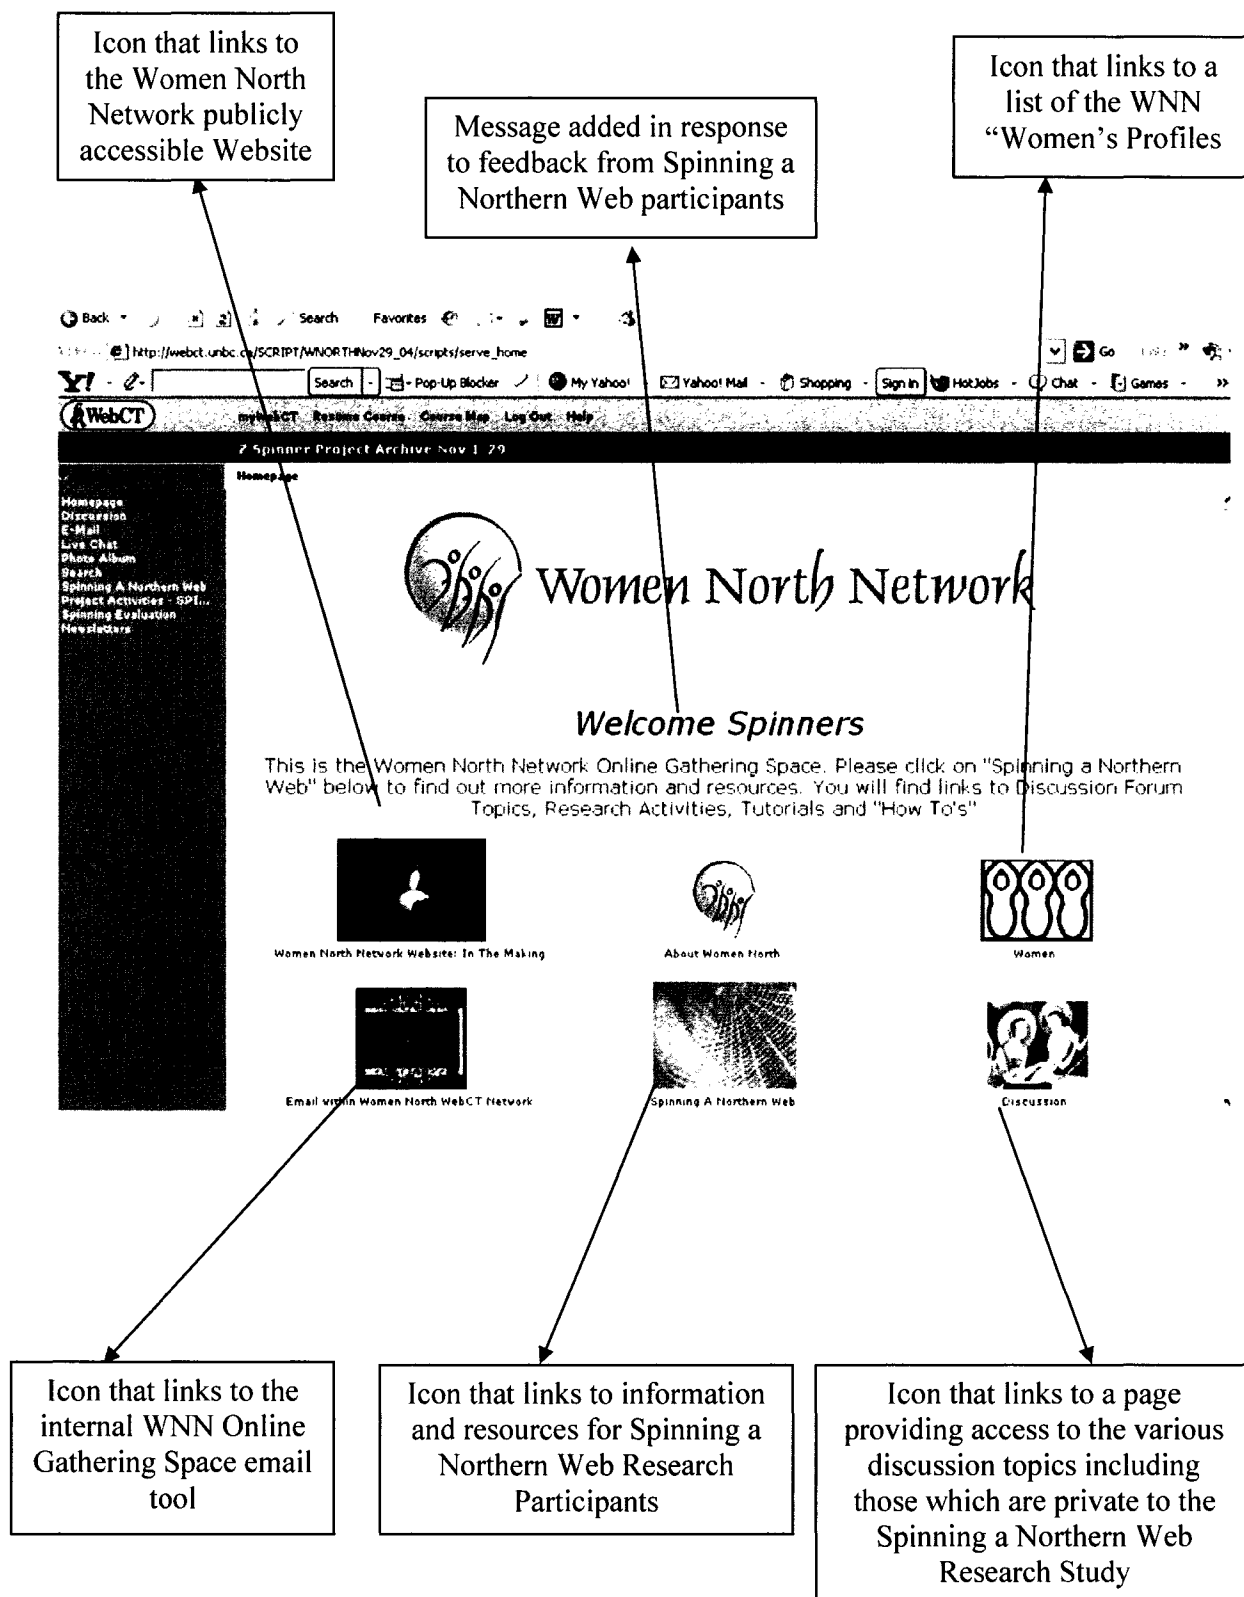 Icon that links to
the Women North
Network publicly
accessible Website
Message added in response
to feedback from Spinning a
Northern Web participants
Icon that links to a
list of the WNN
“Women's Profiles
Back Search Favorites
http://webct.unbc.ca/SCRIPT/WNORTHNov29_04/scripts/serve_home Go
Y! Search Pop-Up Blocker My Yahoo! Yahoo! Mail Shopping Sign In HotJobs Chat Games
WebCT myWebCT Resume Course Course Map Log Out Help
Spinner Project Archive Nov 1 29
Homepage
Homepage
Discussion
E-Mail
Live Chat
Photo Album
Search
Spinning A Northern Web
Project Activities - SPI...
Spinning Evaluation
Newsletters
Women North Network
Welcome Spinners
This is the Women North Network Online Gathering Space. Please click on "Spinning a Northern
Web" below to find out more information and resources. You will find links to Discussion Forum
Topics, Research Activities, Tutorials and "How To's"
Women North Network Website: In The Making
About Women North
Women
Email within Women North WebCT Network
Spinning A Northern Web
Discussion
Icon that links to the
internal WNN Online
Gathering Space email
tool
Icon that links to information
and resources for Spinning a
Northern Web Research
Participants
Icon that links to a page
providing access to the various
discussion topics including
those which are private to the
Spinning a Northern Web
Research Study